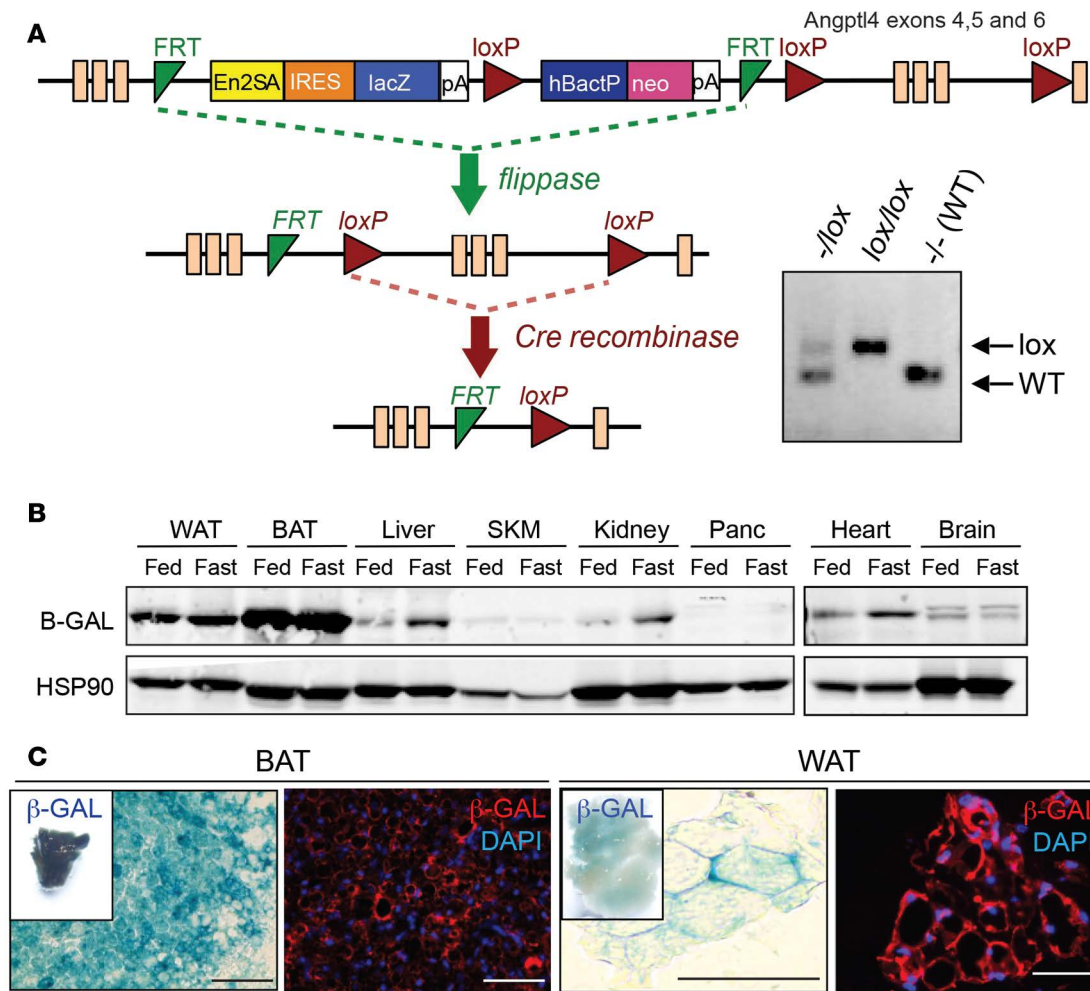 A
Angptl4 exons 4,5 and 6
FRT loxP FRT loxP loxP
En2SA IRES lacZ pA hBactP neo pA
flippase
FRT loxP loxP
Cre recombinase
FRT loxP
-/lox lox/lox -/- (WT)
lox
WT
B
WAT BAT Liver SKM Kidney Panc Heart Brain
Fed Fast Fed Fast Fed Fast Fed Fast Fed Fast Fed Fast Fed Fast Fed Fast
B-GAL
HSP90
C
BAT WAT
β-GAL β-GAL β-GAL β-GAL
DAPI DAP